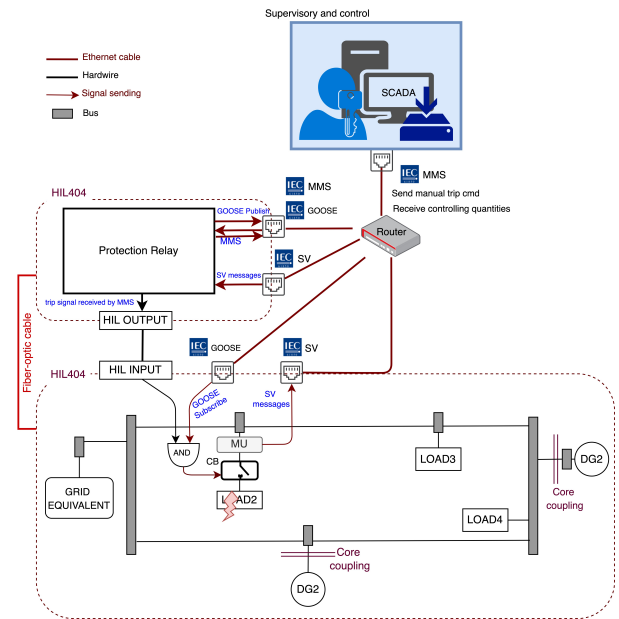 Supervisory and control
Ethernet cable
Hardwire
Signal sending
Bus
SCADA
IEC MMS
Send manual trip cmd
Receive controlling quantities
Router
HIL404
IEC MMS
IEC GOOSE
GOOSE Publish
MMS
Protection Relay
IEC SV
SV messages
trip signal received by MMS
HIL OUTPUT
Fiber-optic cable
HIL INPUT
HIL404
IEC GOOSE
IEC SV
GOOSE
Subscribe
SV
messages
AND
MU
CB
LOAD2
LOAD3
LOAD4
GRID
EQUIVALENT
DG2
Core
coupling
Core
coupling
DG2